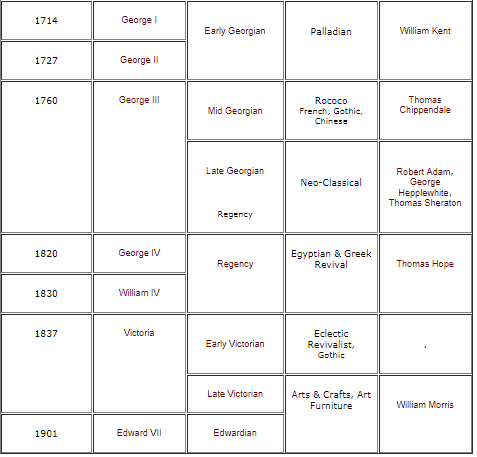 1714
George I
Early Georgian
Palladian
William Kent
1727
George II
1760
George III
Mid Georgian
Rococo
French, Gothic,
Chinese
Thomas
Chippendale
Late Georgian
Regency
Neo-Classical
Robert Adam,
George
Hepplewhite,
Thomas Sheraton
1820
George IV
Regency
Egyptian & Greek
Revival
Thomas Hope
1830
William IV
1837
Victoria
Early Victorian
Eclectic
Revivalist,
Gothic
.
Late Victorian
Arts & Crafts, Art
Furniture
William Morris
1901
Edward VII
Edwardian